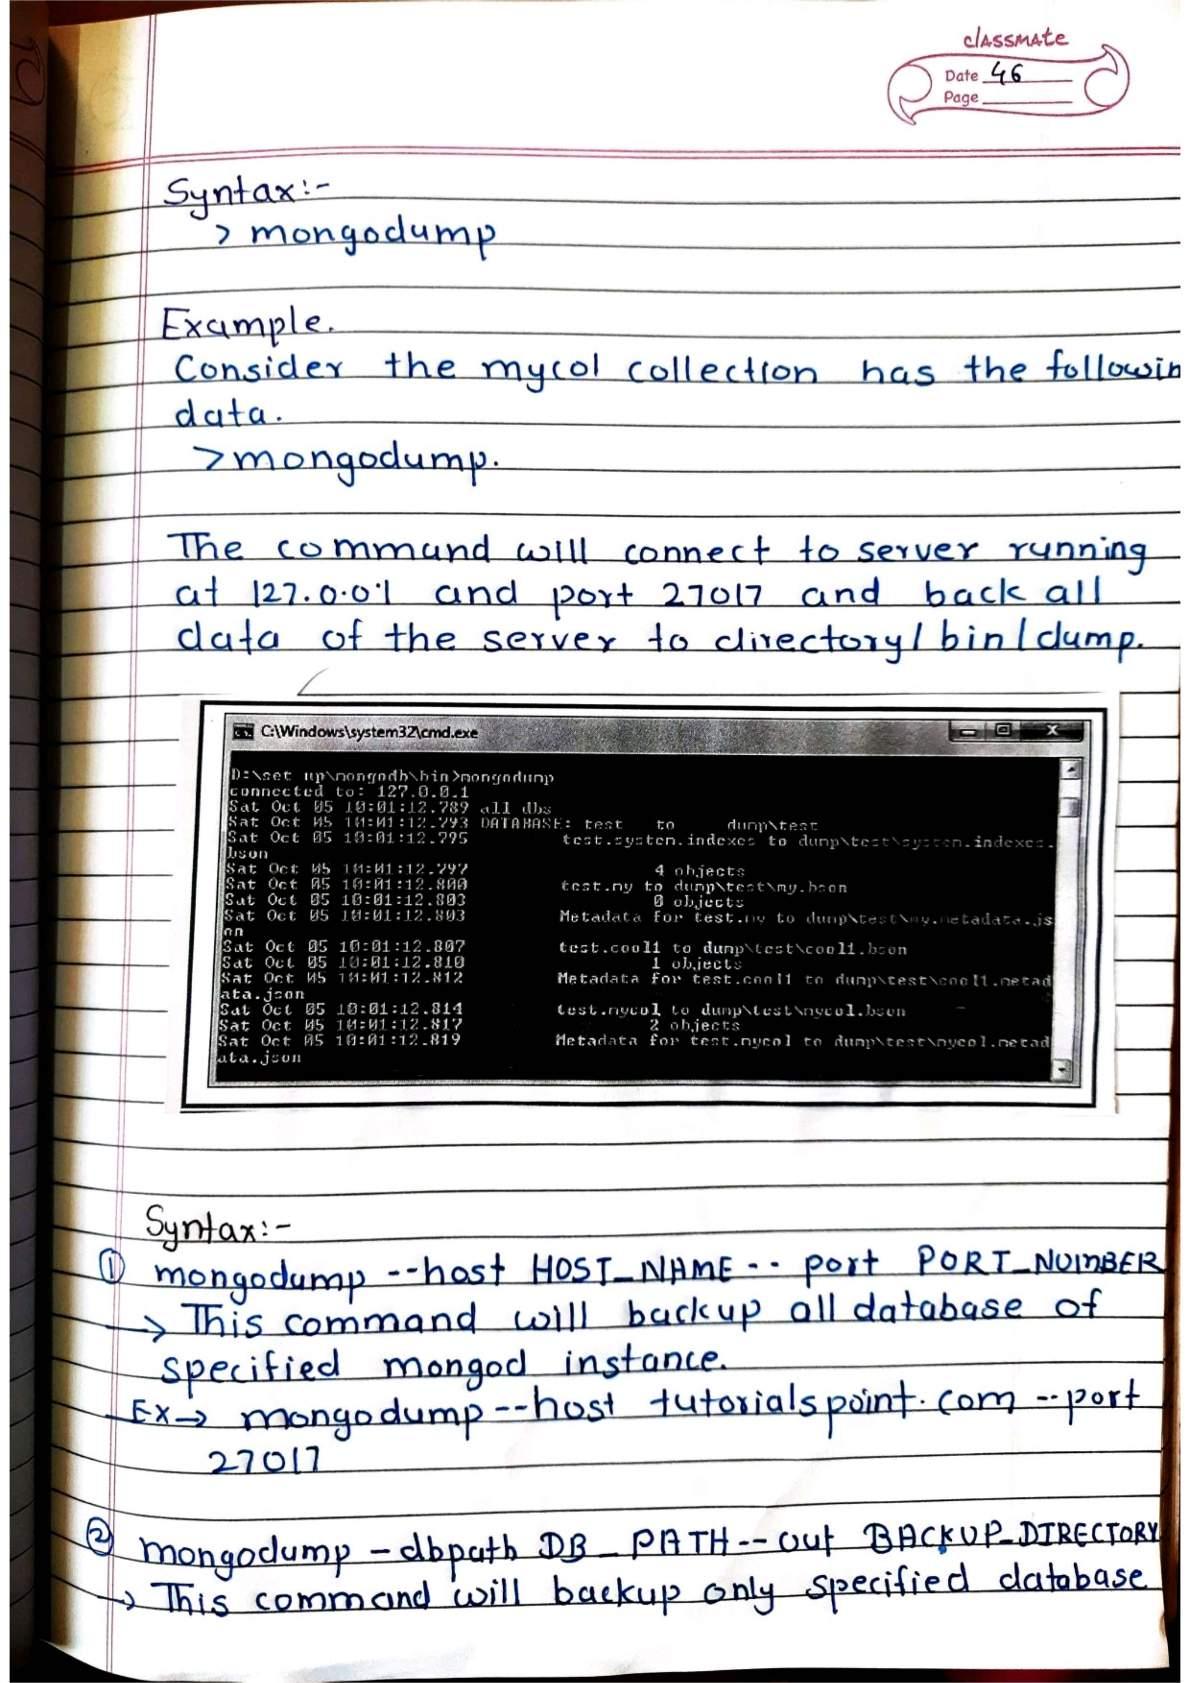 classmate
Date 46
Page
Syntax:-
> mongodump
Example.
Consider the mycol collection has the followin
data.
>mongodump.
The command will connect to server running
at 127.0.0.1 and port 27017 and back all
data of the server to directory/bin/dump.
C:\Windows\system32\cmd.exe
D:\set up\mongodb\bin>mongodump
connected to: 127.0.0.1
Sat Oct 05 10:01:12.789 all dbs
Sat Oct 05 10:01:12.793 DATABASE: test to dump\test
Sat Oct 05 10:01:12.795 test.system.indexes to dump\test\system.indexes.
bson
Sat Oct 05 10:01:12.797 4 objects
Sat Oct 05 10:01:12.800 test.my to dump\test\my.bson
Sat Oct 05 10:01:12.803 0 objects
Sat Oct 05 10:01:12.803 Metadata for test.my to dump\test\my.metadata.js
on
Sat Oct 05 10:01:12.807 test.cool1 to dump\test\cool1.bson
Sat Oct 05 10:01:12.810 1 objects
Sat Oct 05 10:01:12.812 Metadata for test.cool1 to dump\test\cool1.metad
ata.json
Sat Oct 05 10:01:12.814 test.mycol to dump\test\mycol.bson
Sat Oct 05 10:01:12.817 2 objects
Sat Oct 05 10:01:12.819 Metadata for test.mycol to dump\test\mycol.metad
ata.json
Syntax:-
① mongodump --host HOST_NAME -- port PORT_NUMBER
→ This command will backup all database of
specified mongod instance.
Ex→ mongodump --host tutorialspoint.com --port
27017
② mongodump -dbpath DB_PATH --out BACKUP_DIRECTORY
→ This command will backup only specified database